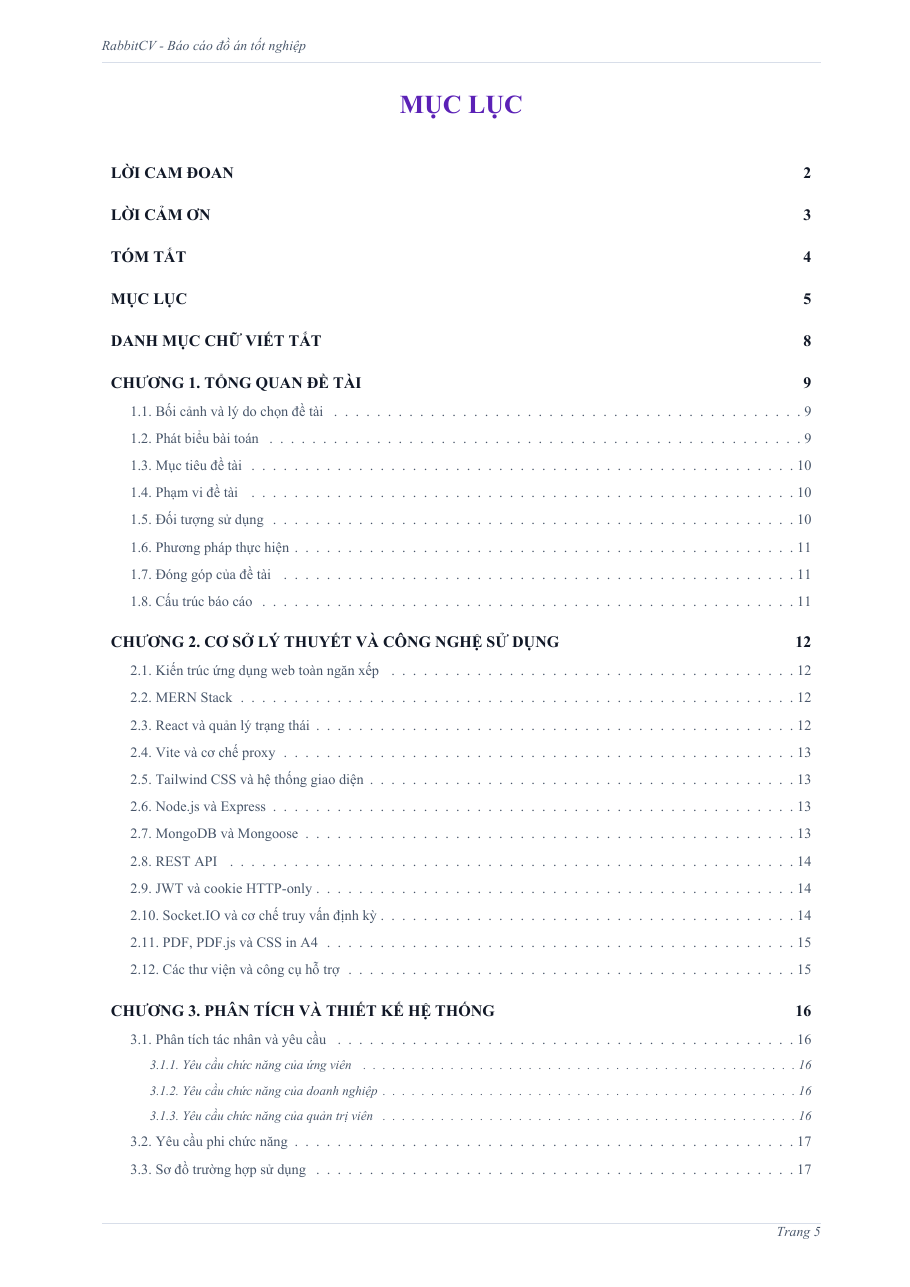 RabbitCV - Báo cáo đồ án tốt nghiệp
MỤC LỤC
LỜI CAM ĐOAN 2
LỜI CẢM ƠN 3
TÓM TẮT 4
MỤC LỤC 5
DANH MỤC CHỮ VIẾT TẮT 8
CHƯƠNG 1. TỔNG QUAN ĐỀ TÀI 9
1.1. Bối cảnh và lý do chọn đề tài . . . . . . . . . . . . . . . . . . . . . . . . . . . . . . . . . . . . . . . . . . . . 9
1.2. Phát biểu bài toán . . . . . . . . . . . . . . . . . . . . . . . . . . . . . . . . . . . . . . . . . . . . . . . . . . 9
1.3. Mục tiêu đề tài . . . . . . . . . . . . . . . . . . . . . . . . . . . . . . . . . . . . . . . . . . . . . . . . . . . 10
1.4. Phạm vi đề tài . . . . . . . . . . . . . . . . . . . . . . . . . . . . . . . . . . . . . . . . . . . . . . . . . . . 10
1.5. Đối tượng sử dụng . . . . . . . . . . . . . . . . . . . . . . . . . . . . . . . . . . . . . . . . . . . . . . . . . 10
1.6. Phương pháp thực hiện . . . . . . . . . . . . . . . . . . . . . . . . . . . . . . . . . . . . . . . . . . . . . . . 11
1.7. Đóng góp của đề tài . . . . . . . . . . . . . . . . . . . . . . . . . . . . . . . . . . . . . . . . . . . . . . . . 11
1.8. Cấu trúc báo cáo . . . . . . . . . . . . . . . . . . . . . . . . . . . . . . . . . . . . . . . . . . . . . . . . . . 11
CHƯƠNG 2. CƠ SỞ LÝ THUYẾT VÀ CÔNG NGHỆ SỬ DỤNG 12
2.1. Kiến trúc ứng dụng web toàn ngăn xếp . . . . . . . . . . . . . . . . . . . . . . . . . . . . . . . . . . . . . . 12
2.2. MERN Stack . . . . . . . . . . . . . . . . . . . . . . . . . . . . . . . . . . . . . . . . . . . . . . . . . . . . 12
2.3. React và quản lý trạng thái . . . . . . . . . . . . . . . . . . . . . . . . . . . . . . . . . . . . . . . . . . . . . 12
2.4. Vite và cơ chế proxy . . . . . . . . . . . . . . . . . . . . . . . . . . . . . . . . . . . . . . . . . . . . . . . . 13
2.5. Tailwind CSS và hệ thống giao diện . . . . . . . . . . . . . . . . . . . . . . . . . . . . . . . . . . . . . . . . 13
2.6. Node.js và Express . . . . . . . . . . . . . . . . . . . . . . . . . . . . . . . . . . . . . . . . . . . . . . . . . 13
2.7. MongoDB và Mongoose . . . . . . . . . . . . . . . . . . . . . . . . . . . . . . . . . . . . . . . . . . . . . . 13
2.8. REST API . . . . . . . . . . . . . . . . . . . . . . . . . . . . . . . . . . . . . . . . . . . . . . . . . . . . . 14
2.9. JWT và cookie HTTP-only . . . . . . . . . . . . . . . . . . . . . . . . . . . . . . . . . . . . . . . . . . . . . 14
2.10. Socket.IO và cơ chế truy vấn định kỳ . . . . . . . . . . . . . . . . . . . . . . . . . . . . . . . . . . . . . . . 14
2.11. PDF, PDF.js và CSS in A4 . . . . . . . . . . . . . . . . . . . . . . . . . . . . . . . . . . . . . . . . . . . . 15
2.12. Các thư viện và công cụ hỗ trợ . . . . . . . . . . . . . . . . . . . . . . . . . . . . . . . . . . . . . . . . . . 15
CHƯƠNG 3. PHÂN TÍCH VÀ THIẾT KẾ HỆ THỐNG 16
3.1. Phân tích tác nhân và yêu cầu . . . . . . . . . . . . . . . . . . . . . . . . . . . . . . . . . . . . . . . . . . . 16
3.1.1. Yêu cầu chức năng của ứng viên . . . . . . . . . . . . . . . . . . . . . . . . . . . . . . . . . . . . . . . . . . . . 16
3.1.2. Yêu cầu chức năng của doanh nghiệp . . . . . . . . . . . . . . . . . . . . . . . . . . . . . . . . . . . . . . . . . . 16
3.1.3. Yêu cầu chức năng của quản trị viên . . . . . . . . . . . . . . . . . . . . . . . . . . . . . . . . . . . . . . . . . . 16
3.2. Yêu cầu phi chức năng . . . . . . . . . . . . . . . . . . . . . . . . . . . . . . . . . . . . . . . . . . . . . . . 17
3.3. Sơ đồ trường hợp sử dụng . . . . . . . . . . . . . . . . . . . . . . . . . . . . . . . . . . . . . . . . . . . . . 17
Trang 5